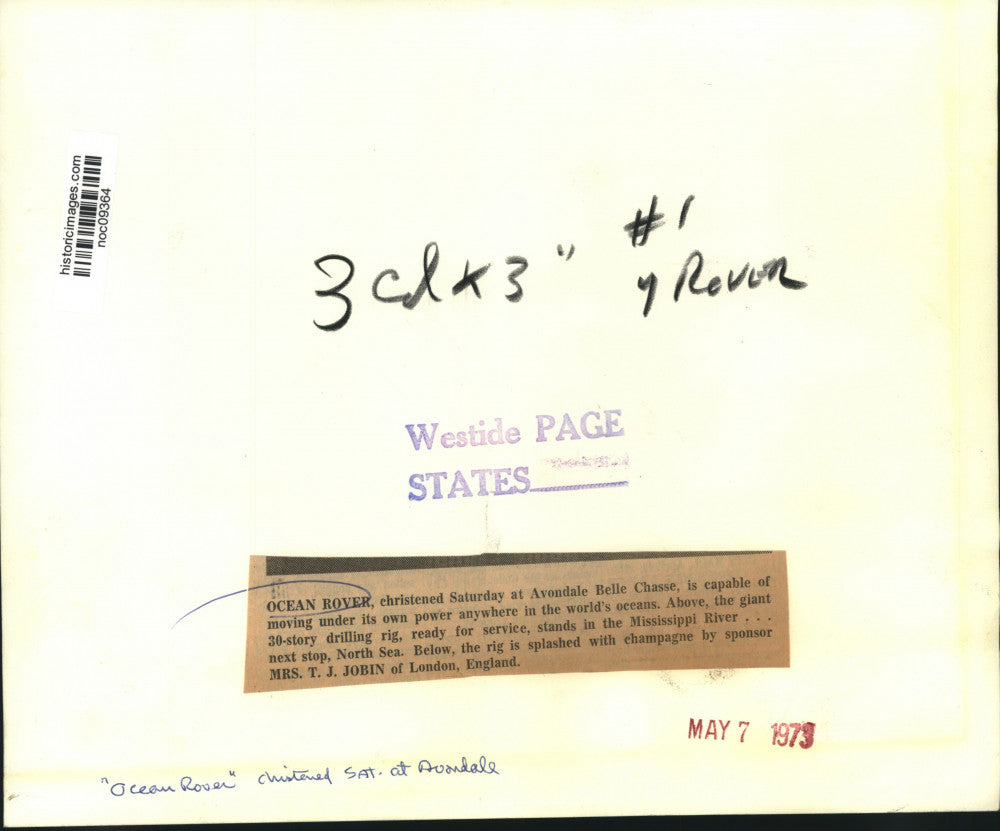 historicimages.com
noc09364
#1
3 col x 3" y Rover
Westide PAGE
STATES
OCEAN ROVER, christened Saturday at Avondale Belle Chasse, is capable of
moving under its own power anywhere in the world's oceans. Above, the giant
30-story drilling rig, ready for service, stands in the Mississippi River . . .
next stop, North Sea. Below, the rig is splashed with champagne by sponsor
MRS. T. J. JOBIN of London, England.
MAY 7 1973
"Ocean Rover" christened SAT. at Avondale